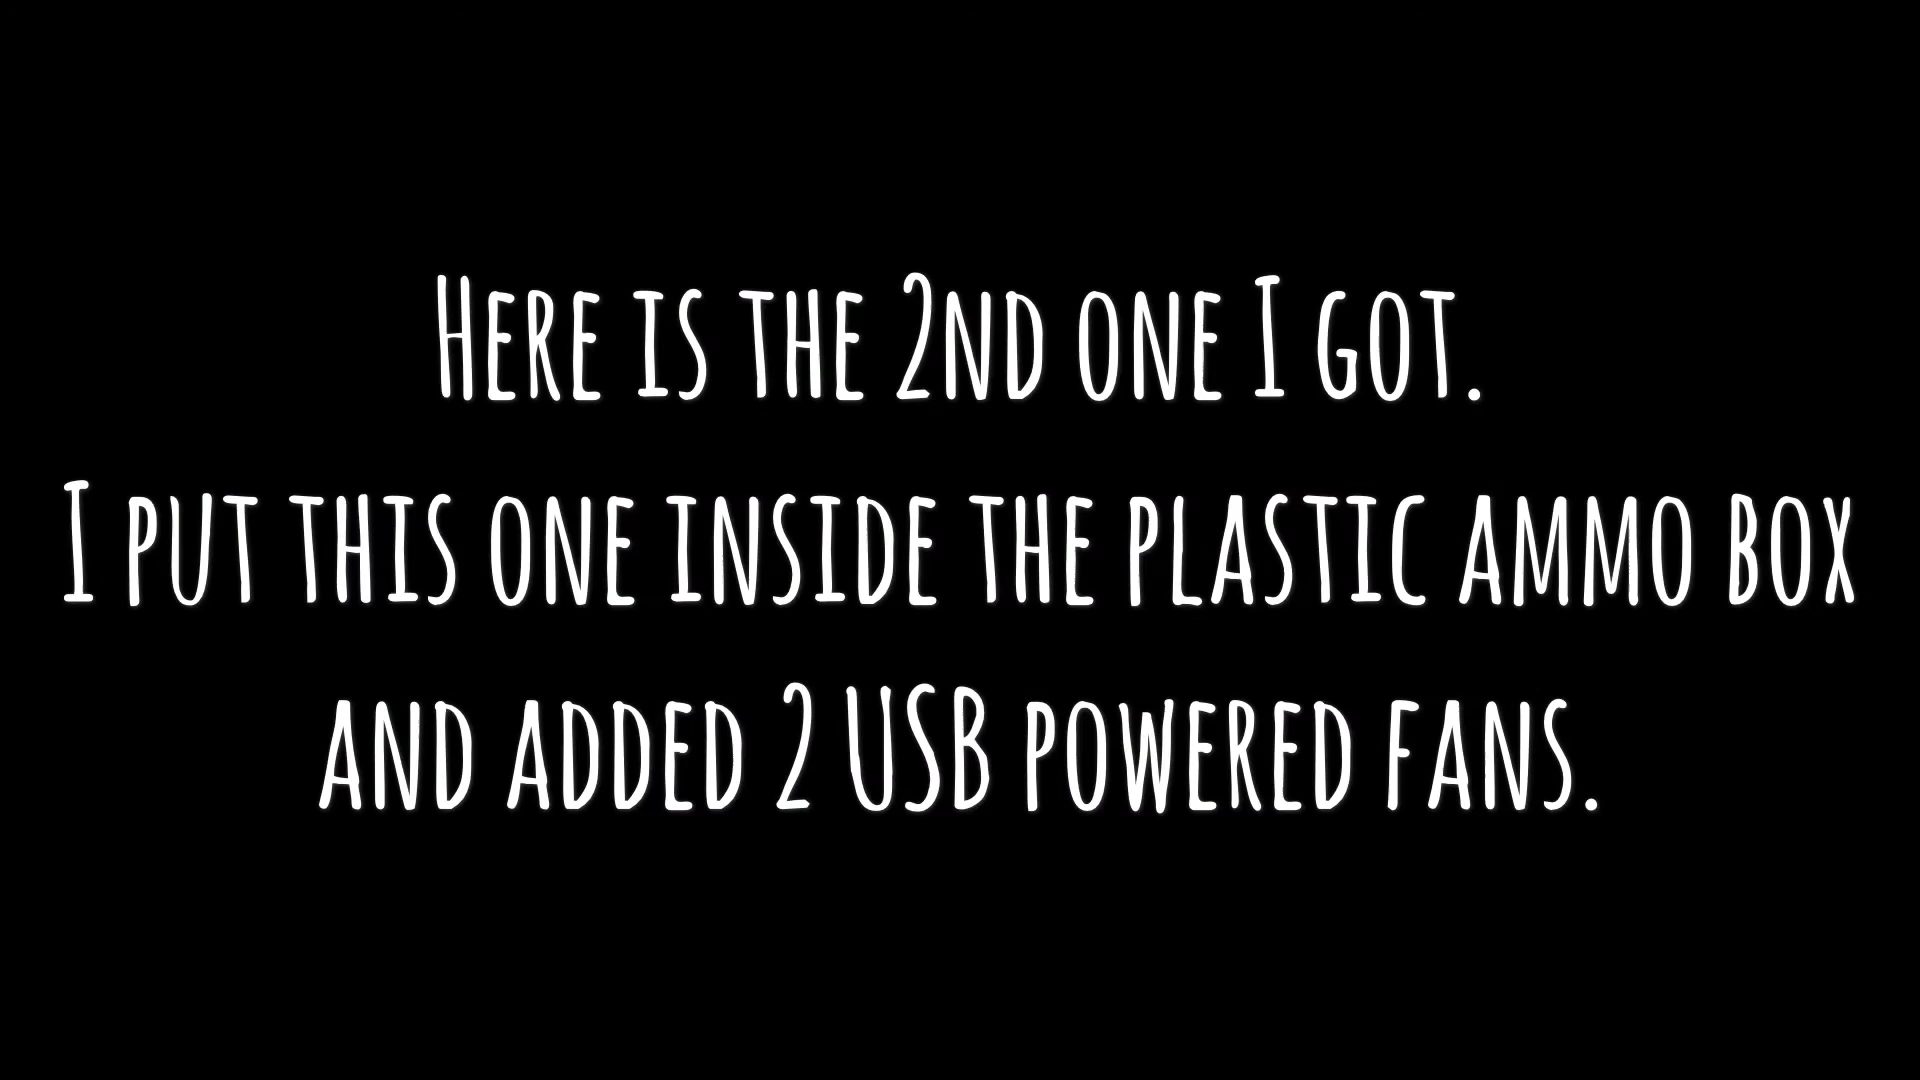 Here is the 2nd one I got.
I put this one inside the plastic ammo box
and added 2 USB powered fans.